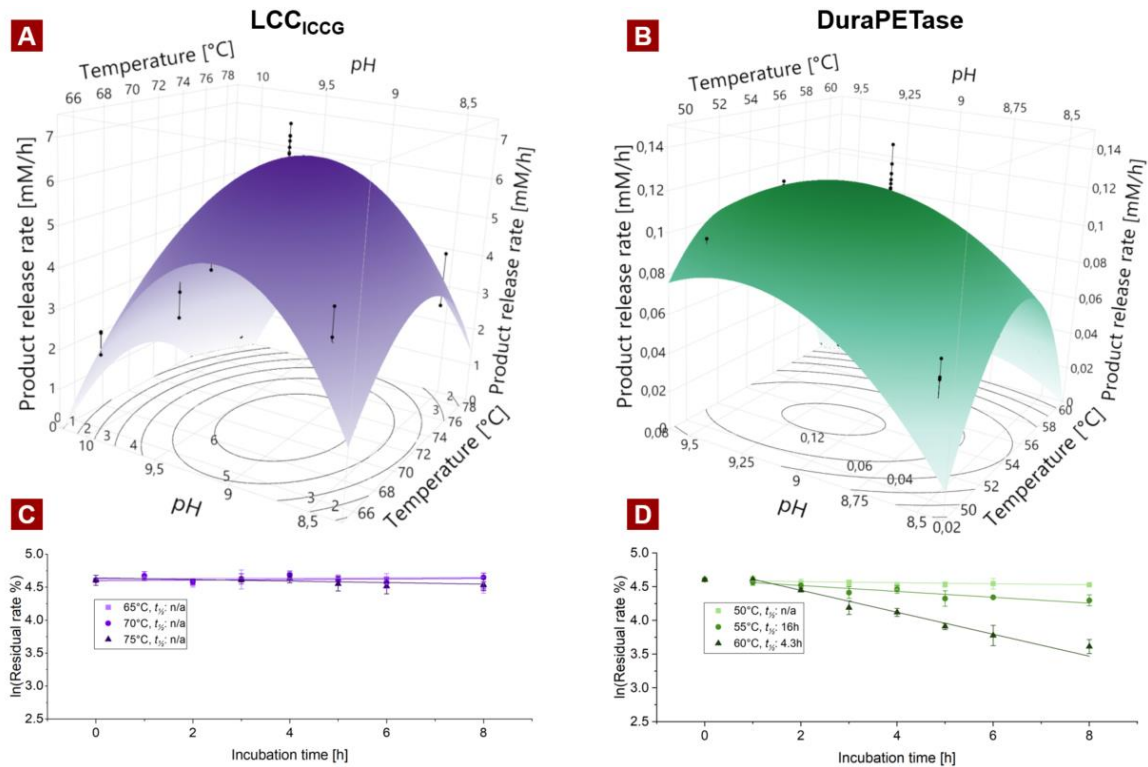 LCC_ICCG
DuraPETase
A
Temperature [°C]
66 68 70 72 74 76 78
pH
10 9,5 9 8,5
Product release rate [mM/h]
7
6
5
4
3
2
1
0
Product release rate [mM/h]
7
6
5
4
3
2
1
0
1 2 3 4 5 6
10 9,5 9 8,5
pH
2 3
2 3
66 68 70 72 74 76 78
Temperature [°C]
B
Temperature [°C]
50 52 54 56 58 60
pH
9,5 9,25 9 8,75 8,5
Product release rate [mM/h]
0,14
0,12
0,1
0,08
0,06
0,04
0,02
0
Product release rate [mM/h]
0,14
0,12
0,1
0,08
0,06
0,04
0,02
0
0,08
0,12
0,06
0,04
0,02
9,5 9,25 9 8,75 8,5
pH
50 52 54 56 58 60
Temperature [°C]
C
ln(Residual rate %)
5.0
4.5
4.0
3.5
3.0
2.5
65°C, t½: n/a
70°C, t½: n/a
75°C, t½: n/a
0 2 4 6 8
Incubation time [h]
D
ln(Residual rate %)
5.0
4.5
4.0
3.5
3.0
2.5
50°C, t½: n/a
55°C, t½: 16h
60°C, t½: 4.3h
0 2 4 6 8
Incubation time [h]